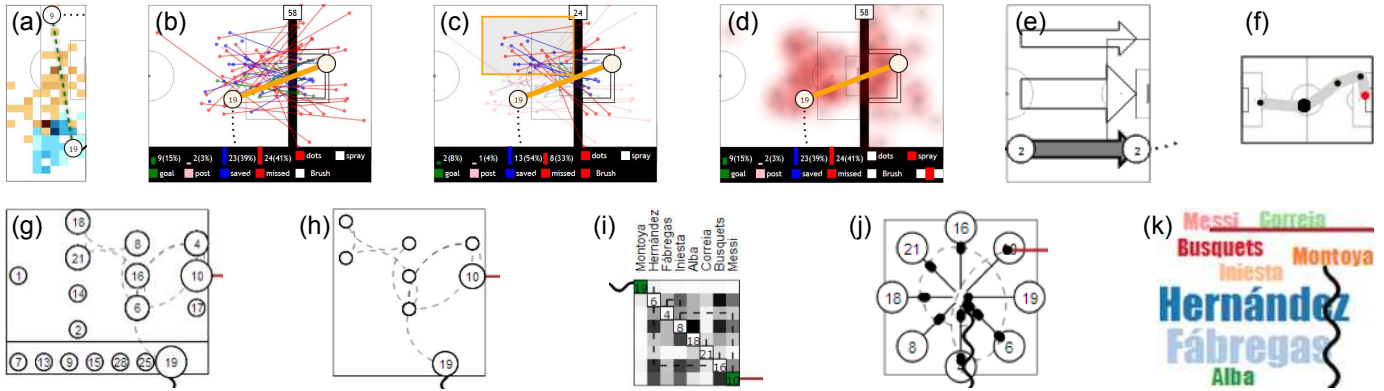 (a)
9
19
(b)
58
19
9(15%) 2(3%) 23(39%) 24(41%) dots spray
goal post saved missed Brush
(c)
24
19
2(8%) 1(4%) 13(54%) 8(33%) dots spray
goal post saved missed Brush
(d)
58
19
9(15%) 2(3%) 23(39%) 24(41%) dots spray
goal post saved missed Brush
(e)
2 2
(f)
(g)
18
8 4
21
1 16 10
14
6 17
2
7 13 9 15 28 25 19
(h)
10
19
(i)
Montoya
Hernández
Fábregas
Iniesta
Alba
Correia
Busquets
Messi
19
6
4
8
18
21
16
10
(j)
16
21
18 19
8 6
(k)
Messi Correia
Busquets Montoya
Iniesta
Hernández
Fábregas
Alba